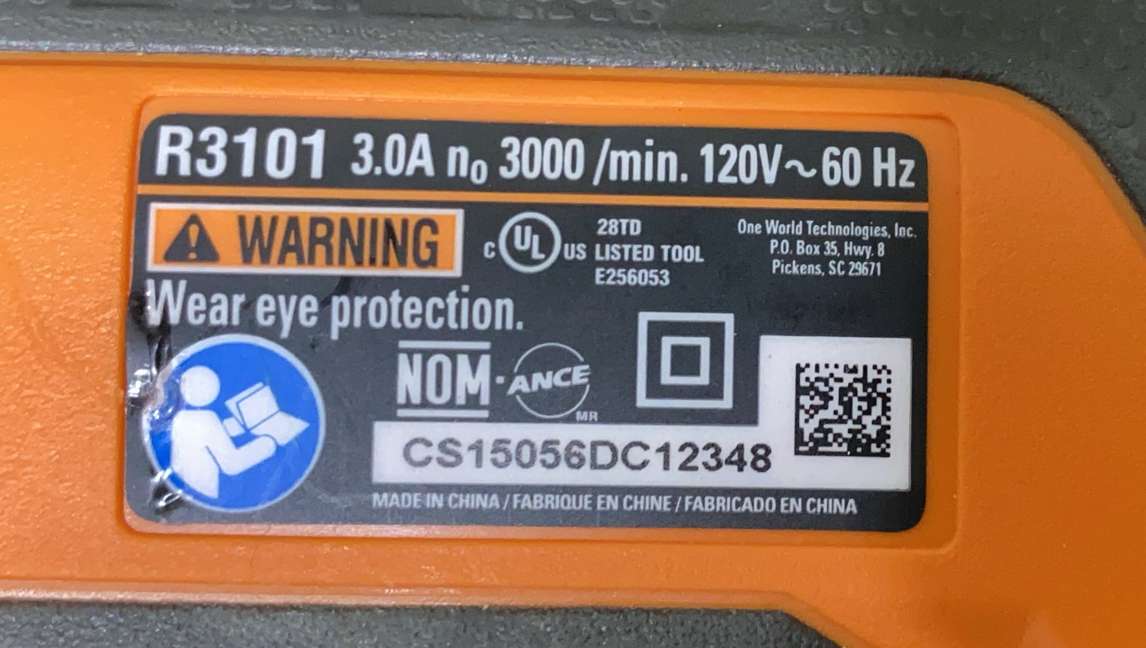 R3101 3.0A n₀ 3000 /min. 120V~60 Hz
WARNING
c UL US
28TD
LISTED TOOL
E256053
One World Technologies, Inc.
P.O. Box 35, Hwy. 8
Pickens, SC 29671
Wear eye protection.
NOM-ANCE
MR
CS15056DC12348
MADE IN CHINA / FABRIQUE EN CHINE / FABRICADO EN CHINA